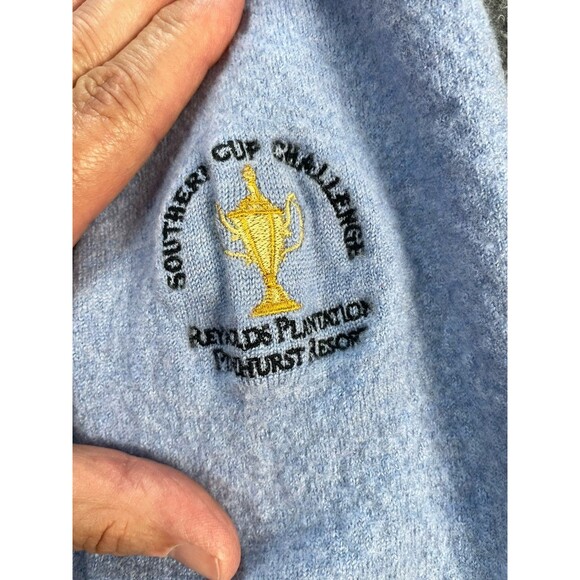 SOUTHERN CUP CHALLENGE
REYNOLDS PLANTATION
PINEHURST RESORT